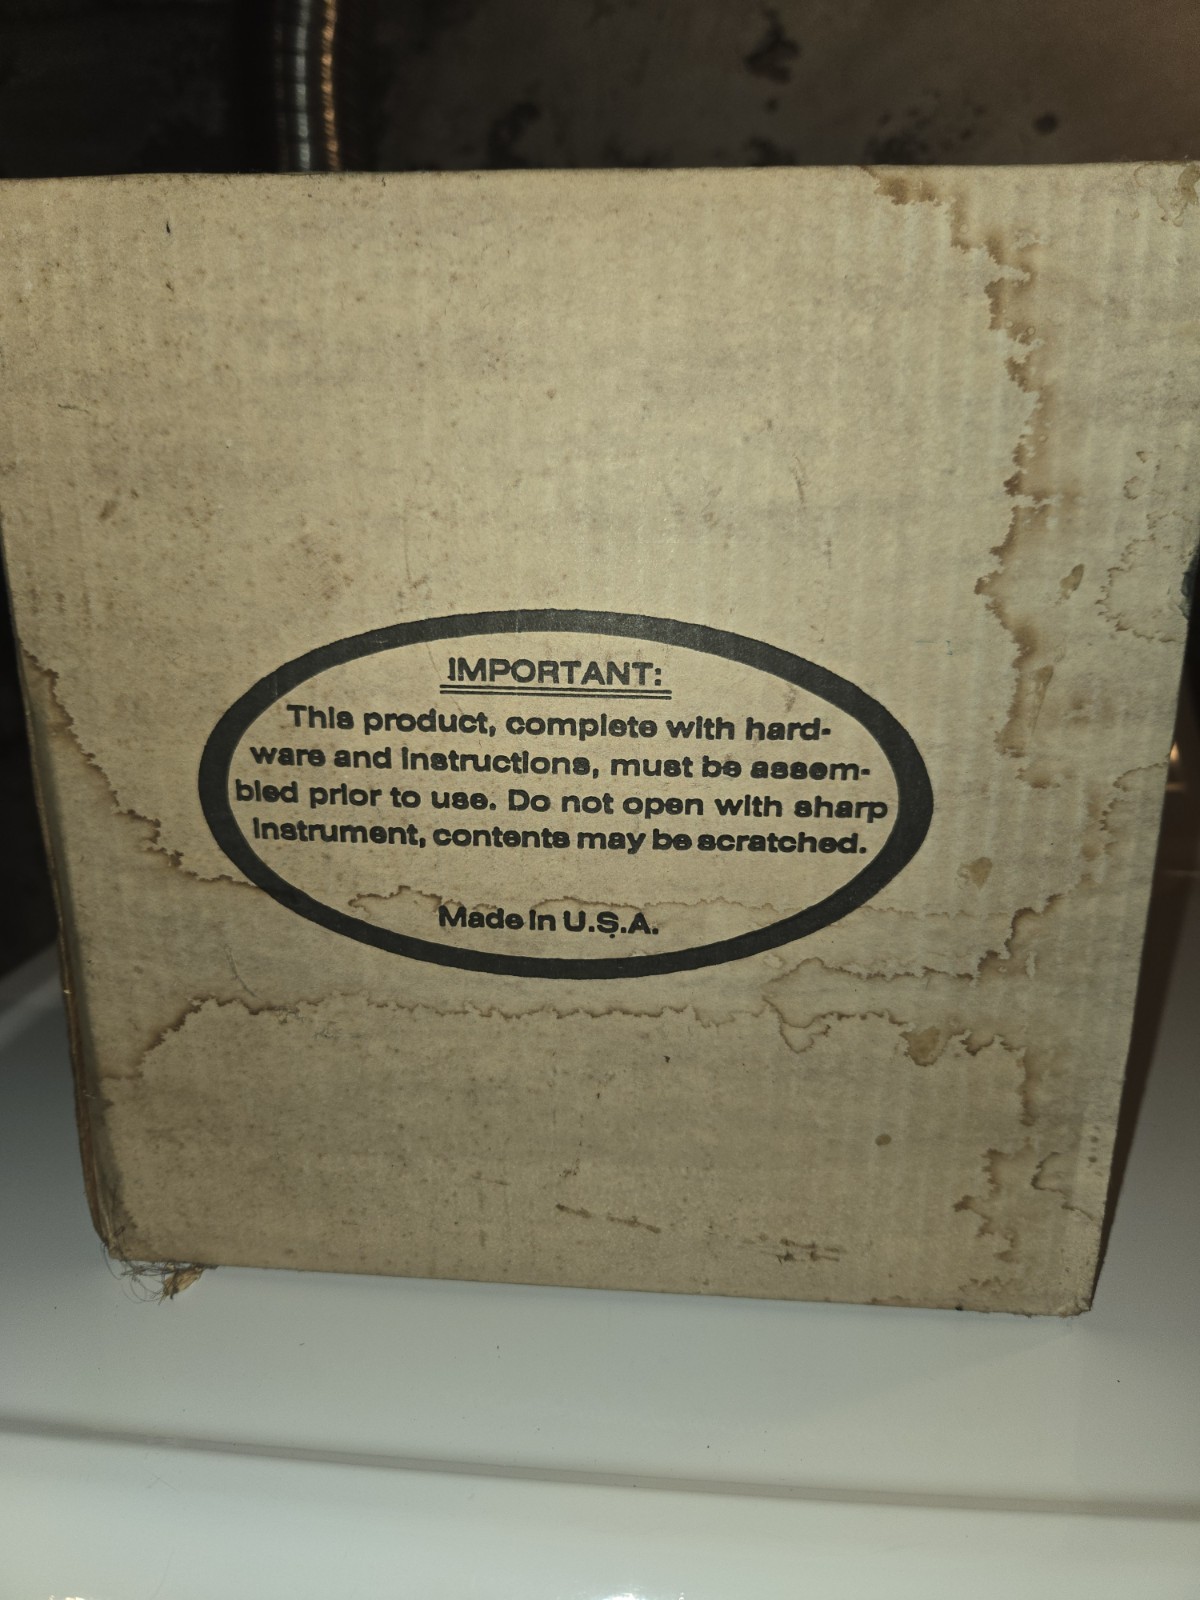 IMPORTANT:
This product, complete with hard-
ware and instructions, must be assem-
bled prior to use. Do not open with sharp
instrument, contents may be scratched.
Made in U.S.A.